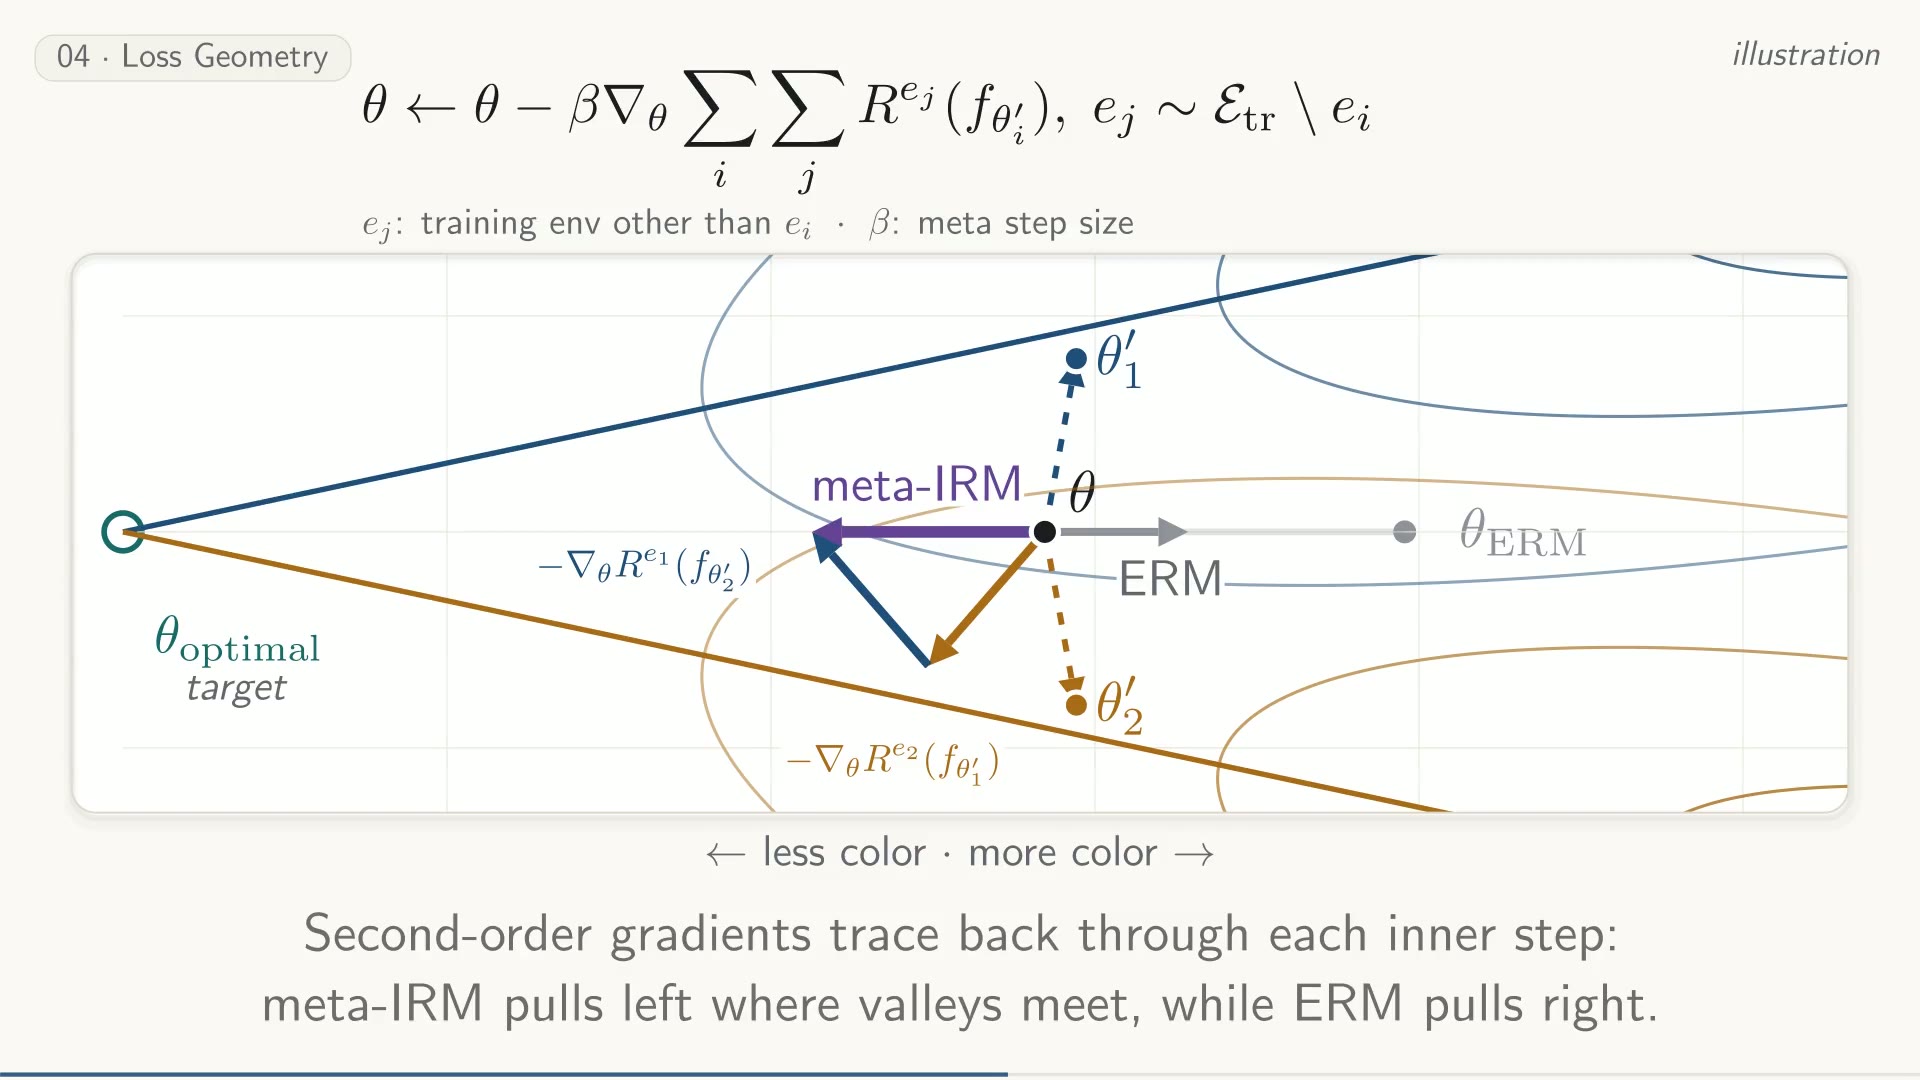 04 · Loss Geometry
illustration
θ ← θ − β∇_θ ∑_i ∑_j R^{e_j}(f_{θ'_i}), e_j ∼ ℰ_tr \ e_i
e_j: training env other than e_i · β: meta step size
θ'_1
meta-IRM
θ
θ_ERM
−∇_θ R^{e_1}(f_{θ'_2})
ERM
θ_optimal
target
θ'_2
−∇_θ R^{e_2}(f_{θ'_1})
← less color · more color →
Second-order gradients trace back through each inner step:
meta-IRM pulls left where valleys meet, while ERM pulls right.